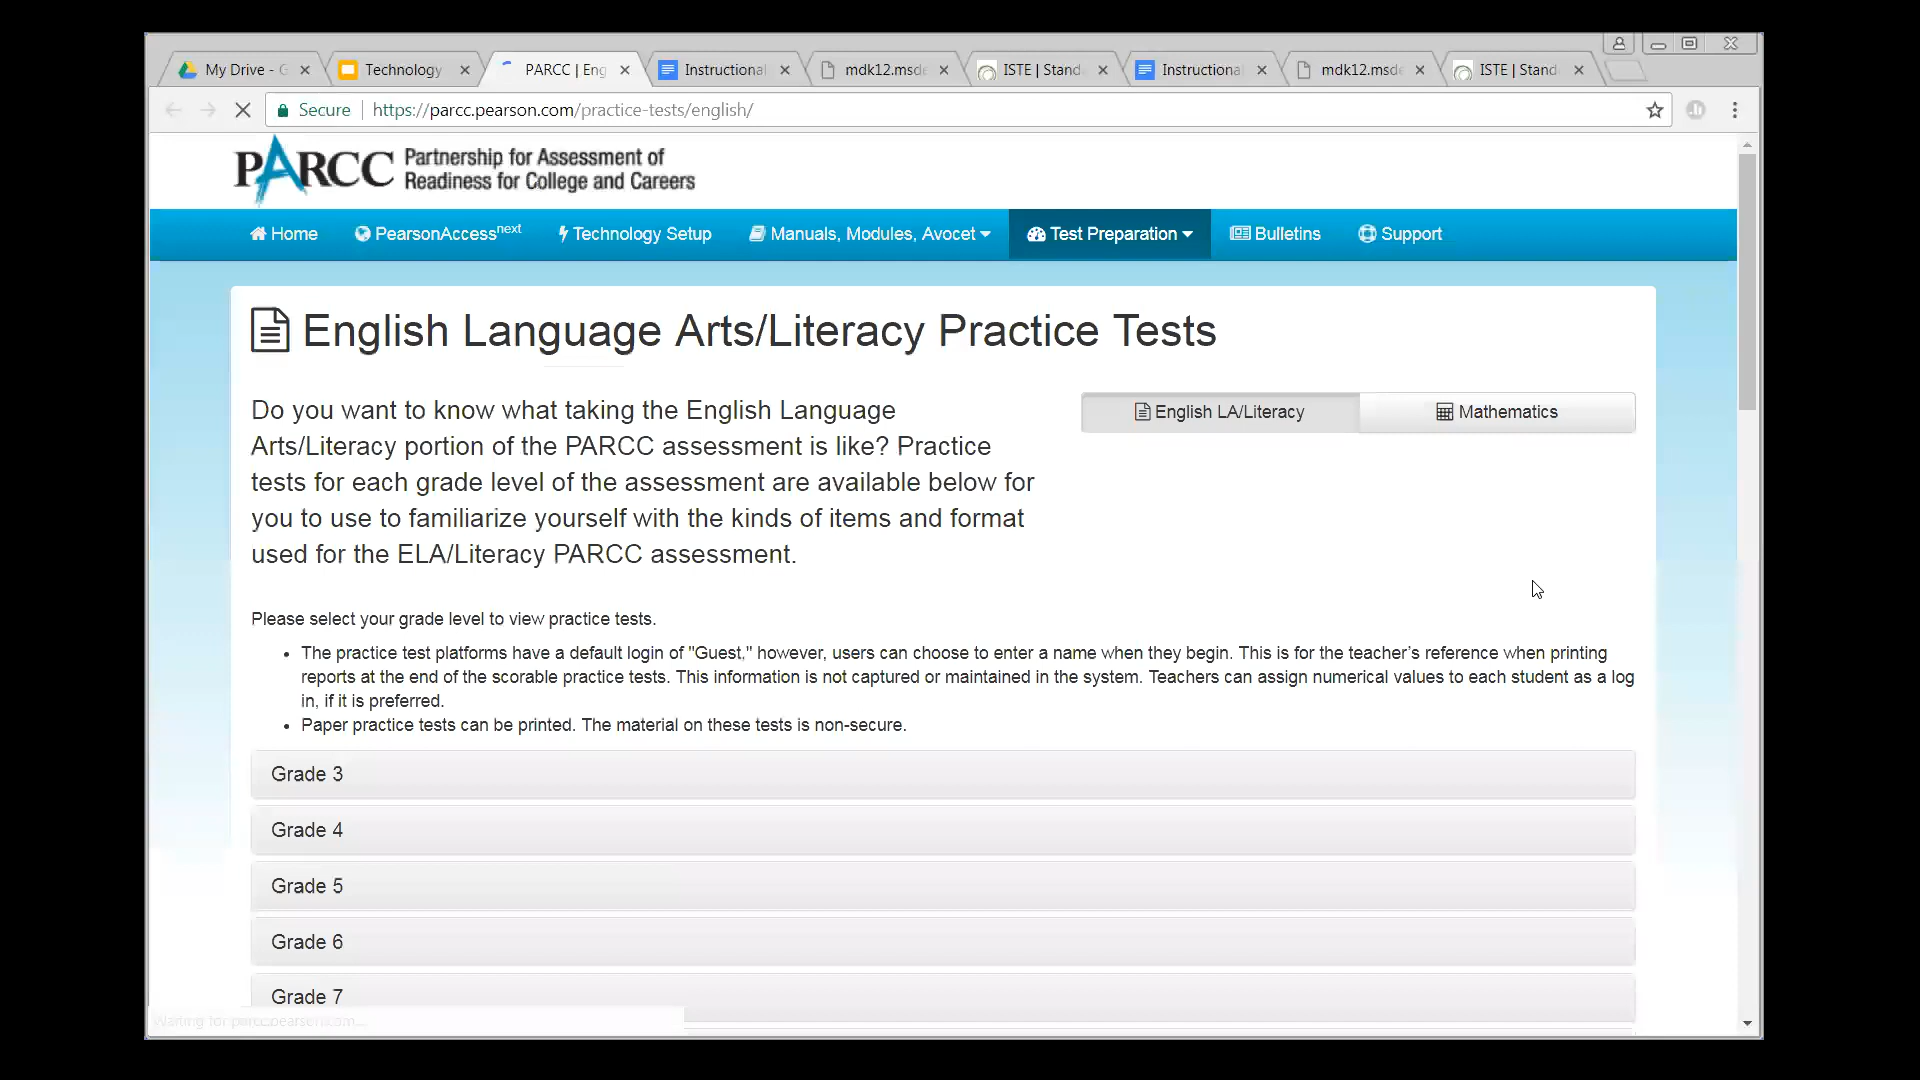 My Drive - G
Technology
PARCC | Eng
Instructional
mdk12.msde
ISTE | Stand
Instructional
mdk12.msde
ISTE | Stand
Secure
https://parcc.pearson.com/practice-tests/english/
PARCC Partnership for Assessment of
Readiness for College and Careers
Home
PearsonAccessnext
Technology Setup
Manuals, Modules, Avocet
Test Preparation
Bulletins
Support
English Language Arts/Literacy Practice Tests
Do you want to know what taking the English Language
Arts/Literacy portion of the PARCC assessment is like? Practice
tests for each grade level of the assessment are available below for
you to use to familiarize yourself with the kinds of items and format
used for the ELA/Literacy PARCC assessment.
English LA/Literacy
Mathematics
Please select your grade level to view practice tests.
• The practice test platforms have a default login of "Guest," however, users can choose to enter a name when they begin. This is for the teacher's reference when printing
reports at the end of the scorable practice tests. This information is not captured or maintained in the system. Teachers can assign numerical values to each student as a log
in, if it is preferred.
• Paper practice tests can be printed. The material on these tests is non-secure.
Grade 3
Grade 4
Grade 5
Grade 6
Grade 7
Waiting for parcc.pearson.com...